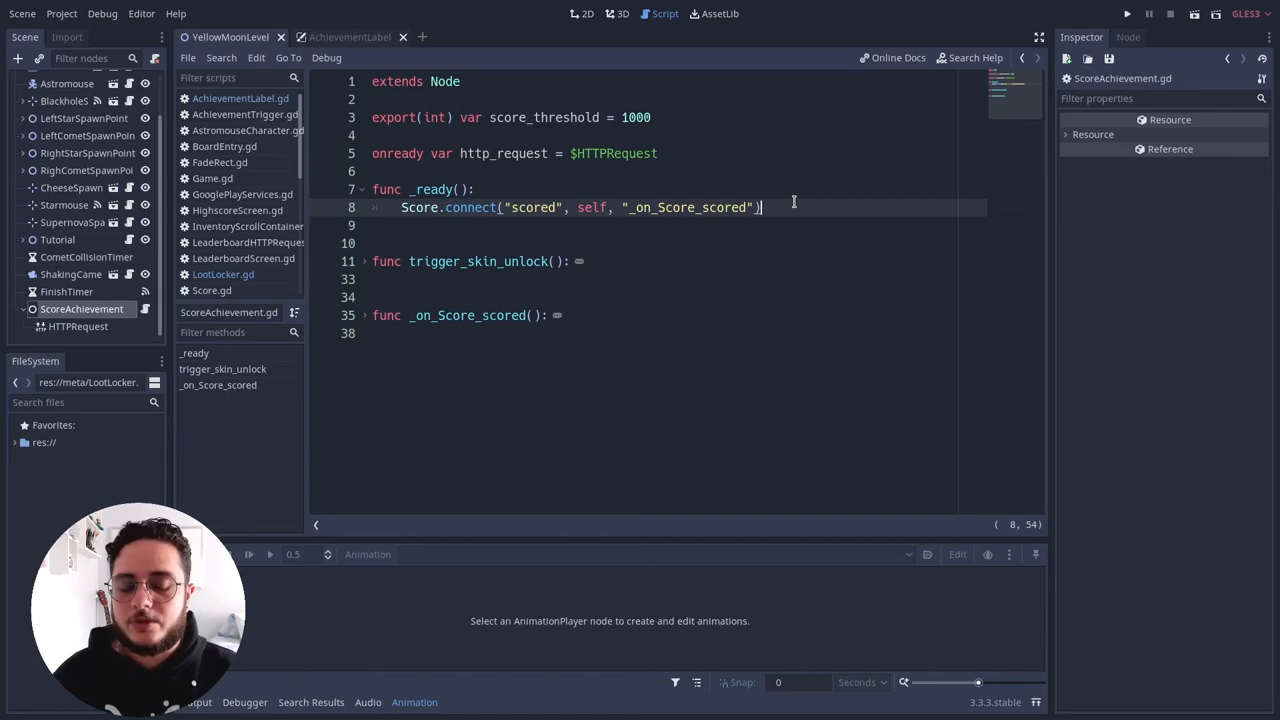 Scene Project Debug Editor Help
2D 3D Script AssetLib
GLES3
Scene Import
Filter nodes
Astromouse
BlackholeS
LeftStarSpawnPoint
LeftCometSpawnPoin
RightStarSpawnPoint
RighCometSpawnPoi
CheeseSpawn
Starmouse
SupernovaSpa
Tutorial
CometCollisionTimer
ShakingCame
FinishTimer
ScoreAchievement
HTTPRequest
FileSystem
res://meta/LootLocker.
Search files
Favorites:
res://
YellowMoonLevel AchievementLabel
File Search Edit Go To Debug
Online Docs Search Help
Filter scripts
AchievementLabel.gd
AchievementTrigger.gd
AstromouseCharacter.gd
BoardEntry.gd
FadeRect.gd
Game.gd
GooglePlayServices.gd
HighscoreScreen.gd
InventoryScrollContainer
LeaderboardHTTPReques
LeaderboardScreen.gd
LootLocker.gd
Score.gd
ScoreAchievement.gd
Filter methods
_ready
trigger_skin_unlock
_on_Score_scored
1 extends Node
2
3 export(int) var score_threshold = 1000
4
5 onready var http_request = $HTTPRequest
6
7 func _ready():
8 Score.connect("scored", self, "_on_Score_scored")
9
10
11 func trigger_skin_unlock():
33
34
35 func _on_Score_scored():
38
( 8, 54)
0.5 Animation Edit
Select an AnimationPlayer node to create and edit animations.
Snap: 0 Seconds
utput Debugger Search Results Audio Animation 3.3.3.stable
Inspector Node
ScoreAchievement.gd
Filter properties
Resource
Resource
Reference